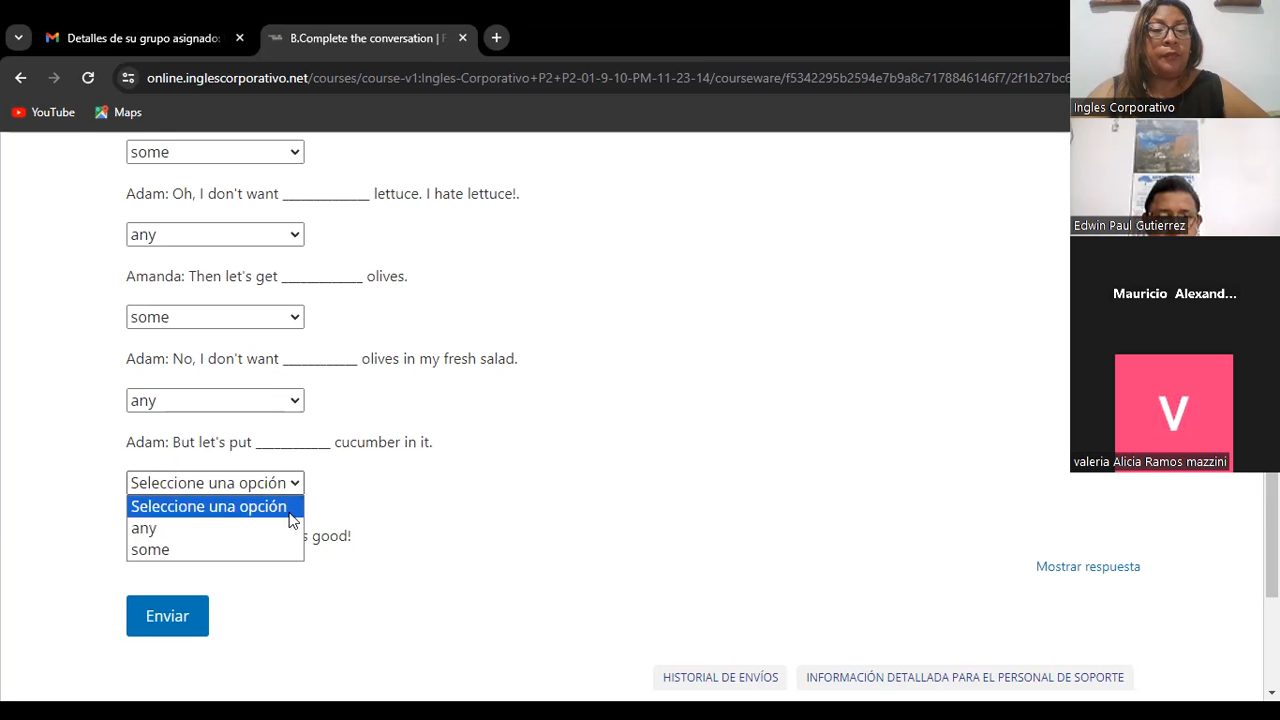 Detalles de su grupo asignado:
B.Complete the conversation |
online.inglescorporativo.net/courses/course-v1:Ingles-Corporativo+P2+P2-01-9-10-PM-11-23-14/courseware/f5342295b2594e7b9a8c7178846146f7/2f1b27bc6
YouTube
Maps
some
Adam: Oh, I don't want ______________ lettuce. I hate lettuce!.
any
Amanda: Then let's get _____________ olives.
some
Adam: No, I don't want ____________ olives in my fresh salad.
any
Adam: But let's put ____________ cucumber in it.
Seleccione una opción
Seleccione una opción
any
some
s good!
Mostrar respuesta
Enviar
HISTORIAL DE ENVÍOS
INFORMACIÓN DETALLADA PARA EL PERSONAL DE SOPORTE
Ingles Corporativo
Edwin Paul Gutierrez
Mauricio Alexand...
V
valeria Alicia Ramos mazzini